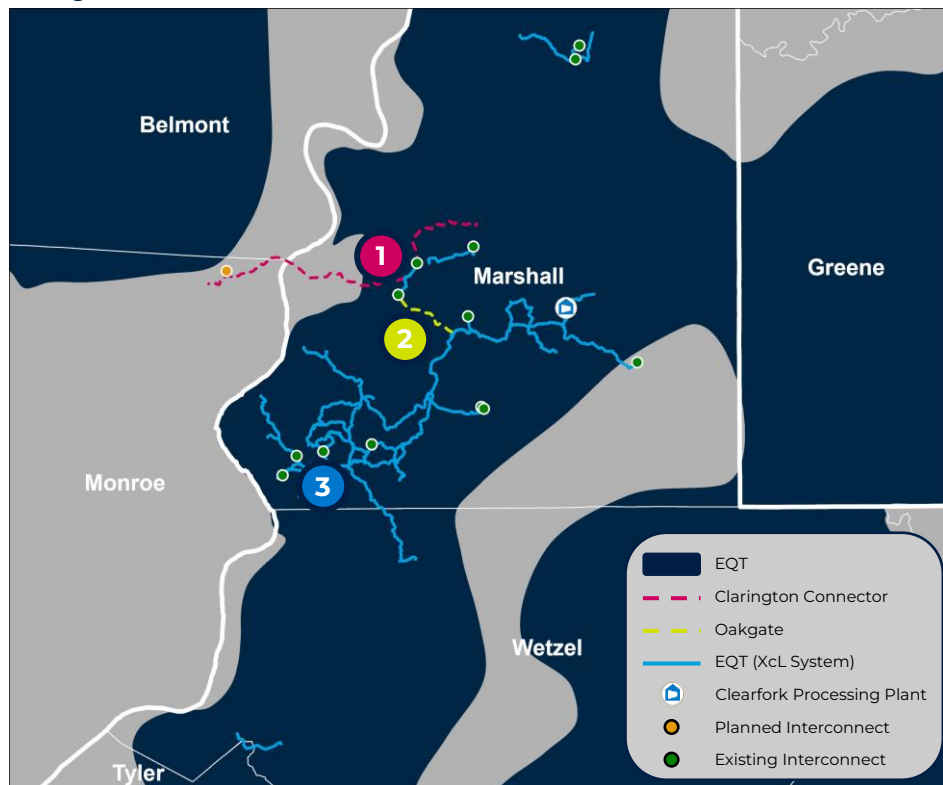 Belmont
1
Marshall
Greene
2
Monroe
3
Wetzel
Tyler
EQT
Clarington Connector
Oakgate
EQT (XcL System)
Clearfork Processing Plant
Planned Interconnect
Existing Interconnect